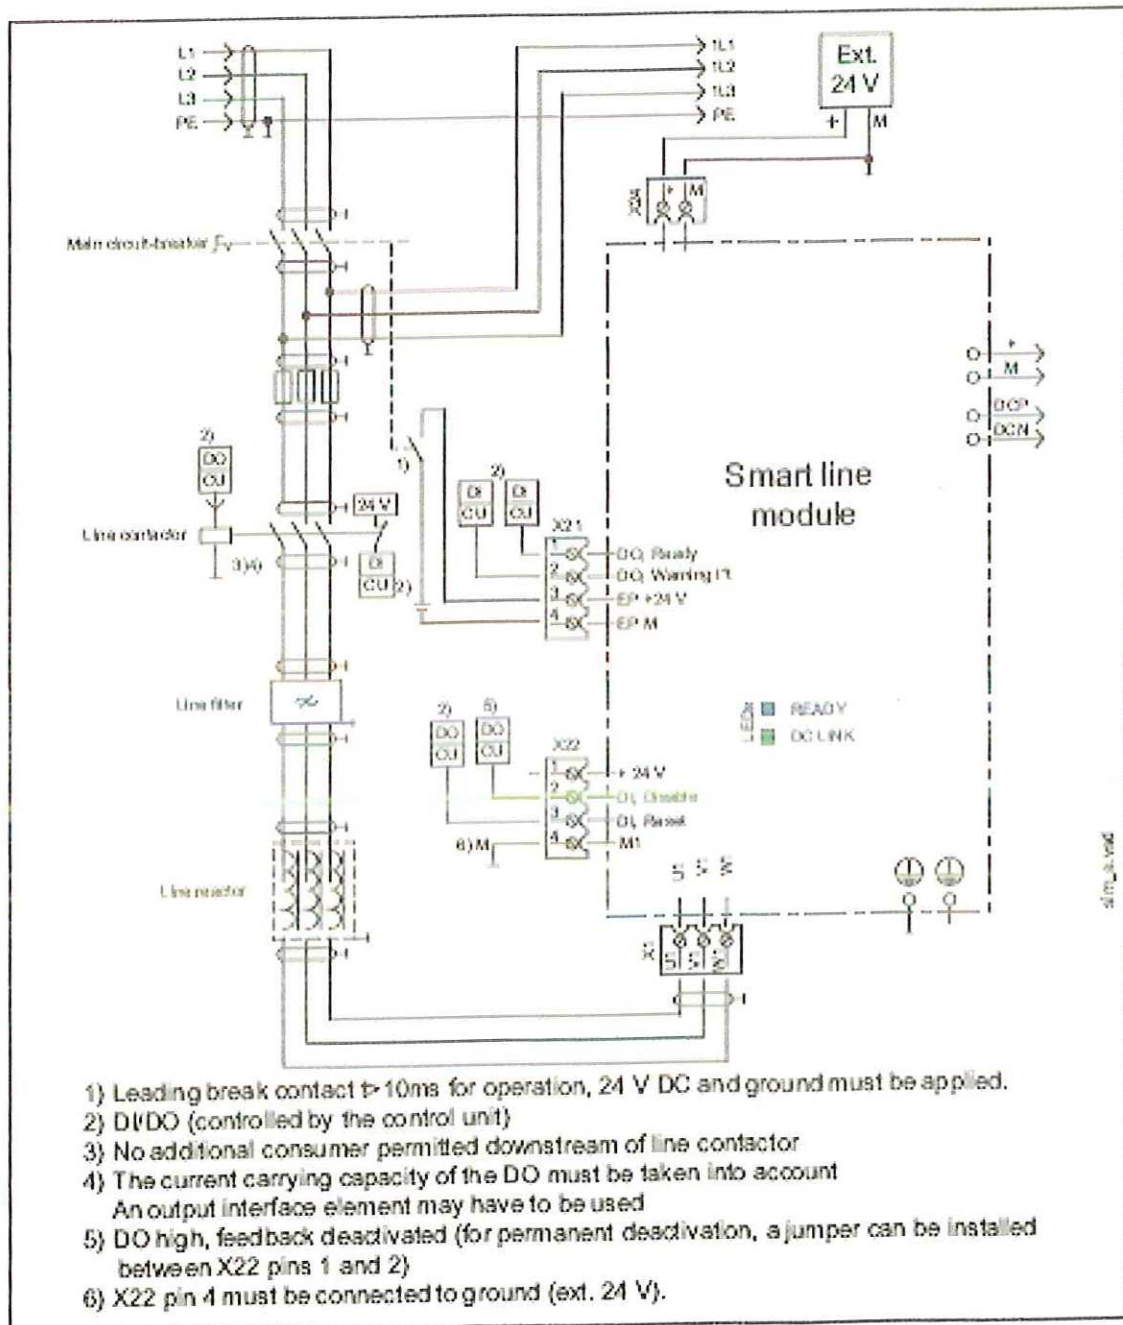 L1
L2
L3
PE
1L1
1L2
1L3
PE
Ext.
24 V
+ M
X24
+ M
Main circuit-breaker
+
M
DCP
DCN
Smart line
module
2)
DO
CU
1)
2)
DI
CU
DI
CU
24 V
Line contactor
3)4)
DI
CU 2)
X21
1 DO, Ready
2 DO, Warning I²t
3 EP +24 V
4 EP M
Line filter
2)
DO
CU
5)
DO
CU
LEDs
READY
DC LINK
X22
1 + 24 V
2 DI, Disable
3 DI, Reset
4 M1
6) M
Line reactor
U1 V1 W1
X1
U1 V1 W1
slm_a.vsd
1) Leading break contact t>10ms for operation, 24 V DC and ground must be applied.
2) DI/DO (controlled by the control unit)
3) No additional consumer permitted downstream of line contactor
4) The current carrying capacity of the DO must be taken into account
An output interface element may have to be used
5) DO high, feedback deactivated (for permanent deactivation, a jumper can be installed
between X22 pins 1 and 2)
6) X22 pin 4 must be connected to ground (ext. 24 V).